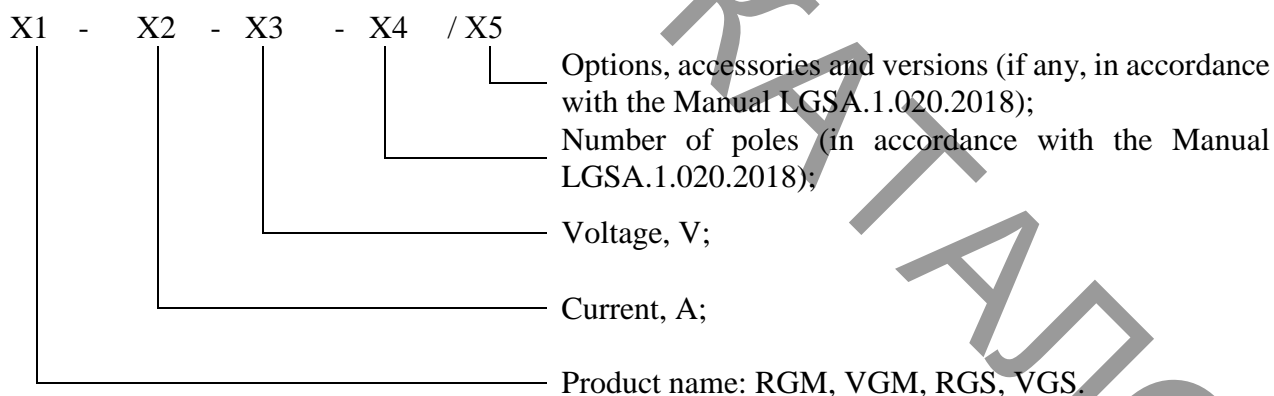 X1 - X2 - X3 - X4 / X5
Options, accessories and versions (if any, in accordance
with the Manual LGSA.1.020.2018);
Number of poles (in accordance with the Manual
LGSA.1.020.2018);
Voltage, V;
Current, A;
Product name: RGM, VGM, RGS, VGS.